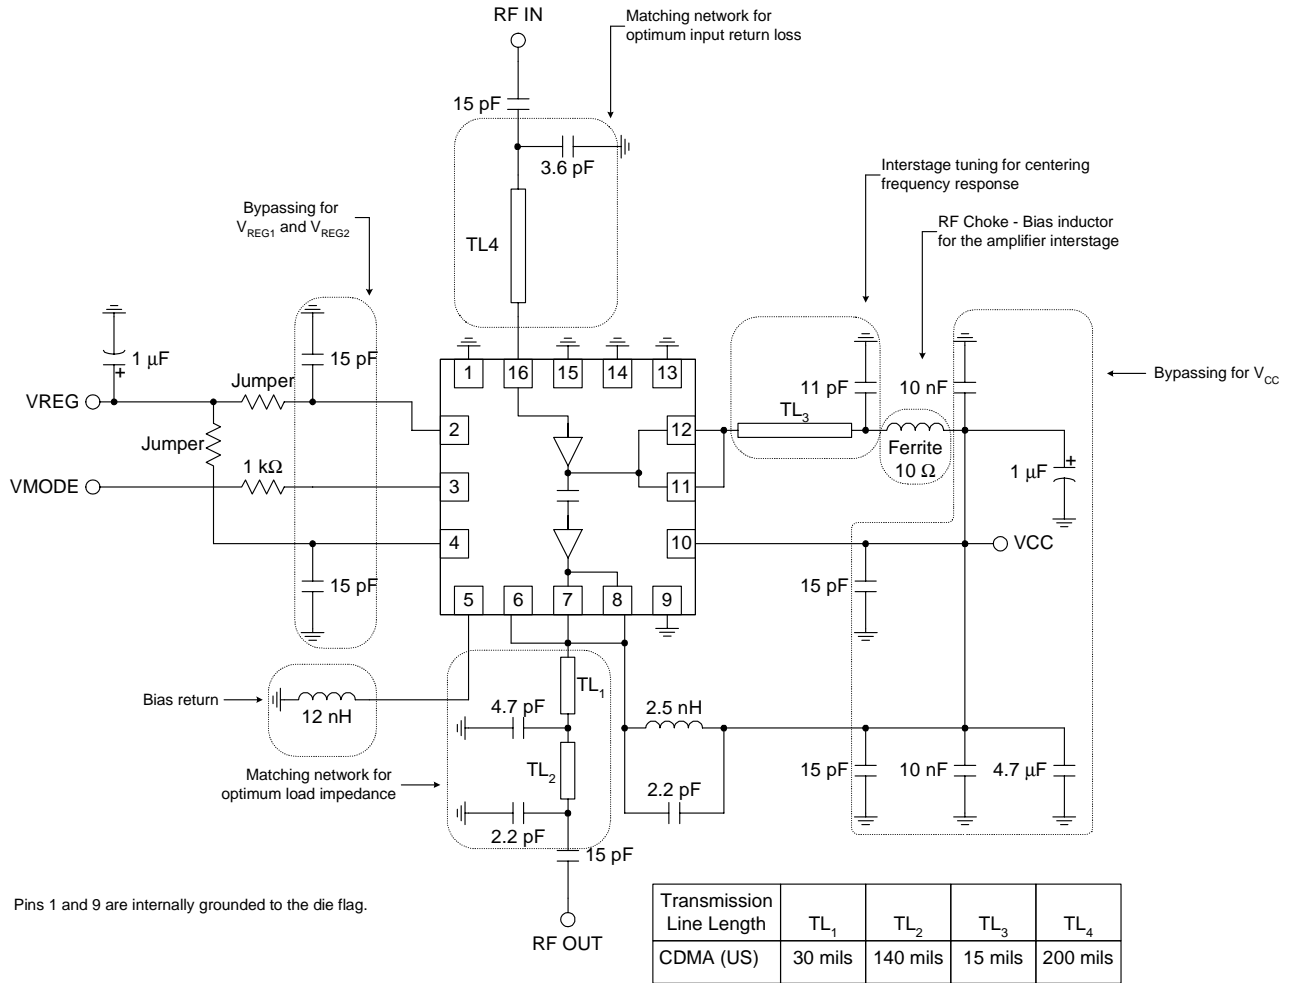 RF IN
Matching network for
optimum input return loss
15 pF
3.6 pF
Interstage tuning for centering
frequency response
Bypassing for
VREG1 and VREG2
TL4
RF Choke - Bias inductor
for the amplifier interstage
1 μF
+
15 pF
1
16
15
14
13
11 pF
10 nF
Bypassing for VCC
Jumper
VREG
2
12
TL3
Ferrite
10 Ω
+
1 μF
Jumper
1 kΩ
VMODE
3
11
4
10
VCC
15 pF
15 pF
5
6
7
8
9
Bias return
12 nH
TL1
4.7 pF
2.5 nH
TL2
15 pF
10 nF
4.7 μF
Matching network for
optimum load impedance
2.2 pF
2.2 pF
15 pF
Pins 1 and 9 are internally grounded to the die flag.
RF OUT
Transmission
Line Length
TL1
TL2
TL3
TL4
CDMA (US)
30 mils
140 mils
15 mils
200 mils